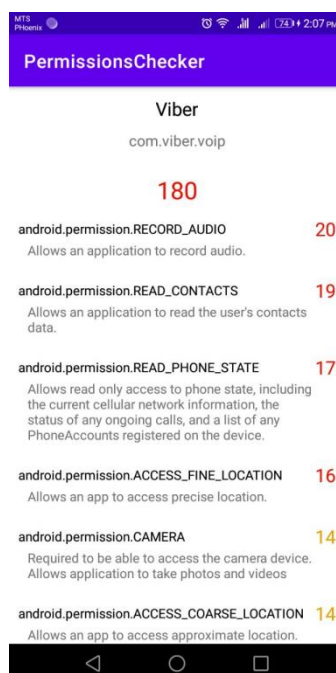 MTS
PHoenix 74 2:07 PM
PermissionsChecker
Viber
com.viber.voip
180
android.permission.RECORD_AUDIO 20
Allows an application to record audio.
android.permission.READ_CONTACTS 19
Allows an application to read the user's contacts
data.
android.permission.READ_PHONE_STATE 17
Allows read only access to phone state, including
the current cellular network information, the
status of any ongoing calls, and a list of any
PhoneAccounts registered on the device.
android.permission.ACCESS_FINE_LOCATION 16
Allows an app to access precise location.
android.permission.CAMERA 14
Required to be able to access the camera device.
Allows application to take photos and videos
android.permission.ACCESS_COARSE_LOCATION 14
Allows an app to access approximate location.